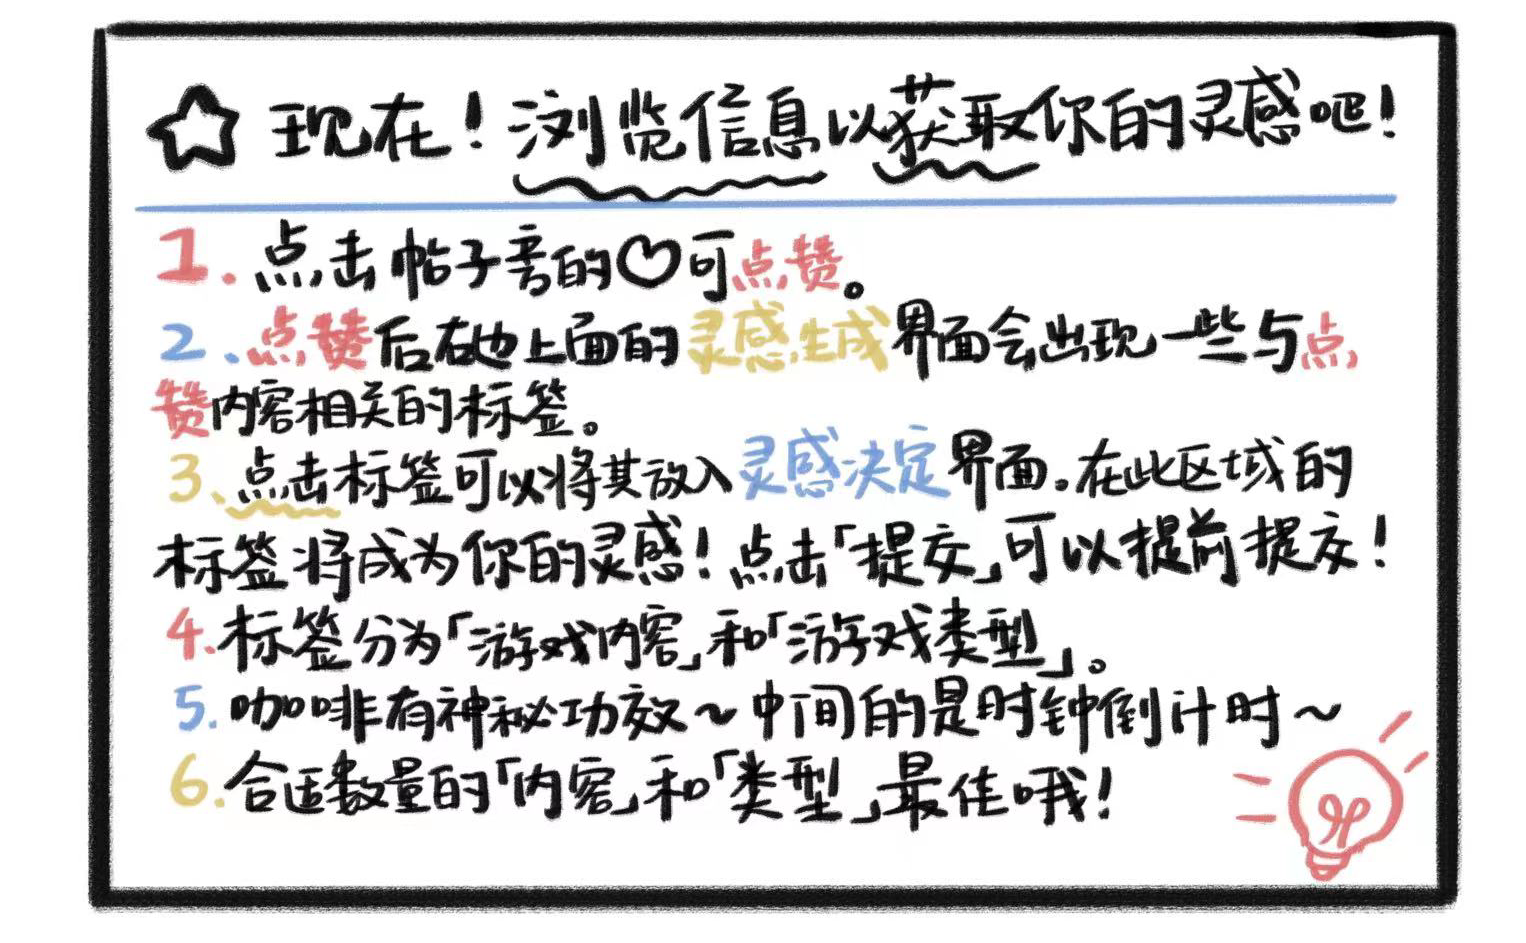 ☆ 现在！浏览信息以获取你的灵感吧！
1. 点击帖子旁的♡可点赞。
2、点赞后在她上面的灵感生成界面会出现一些与点
赞内容相关的标签。
3、点击标签可以将其放入灵感决定界面。在此区域的
标签将成为你的灵感！点击「提交」可以提前提交！
4.标签分为「游戏内容」和「游戏类型」。
5.咖啡有神秘功效～中间的是时钟倒计时～
6.合适数量的「内容」和「类型」最佳哦！